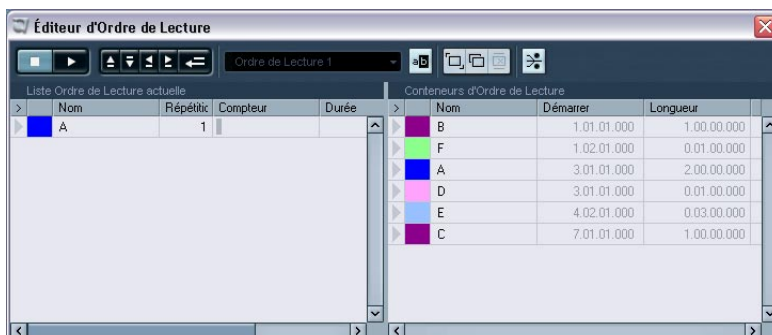 Éditeur d'Ordre de Lecture
Ordre de Lecture 1
ab
Liste Ordre de Lecture actuelle
Conteneurs d'Ordre de Lecture
> Nom Répétitic Compteur Durée
> Nom Démarrer Longueur
A 1
B 1.01.01.000 1.00.00.000
F 1.02.01.000 0.01.00.000
A 3.01.01.000 2.00.00.000
D 3.01.01.000 0.01.00.000
E 4.02.01.000 0.03.00.000
C 7.01.01.000 1.00.00.000